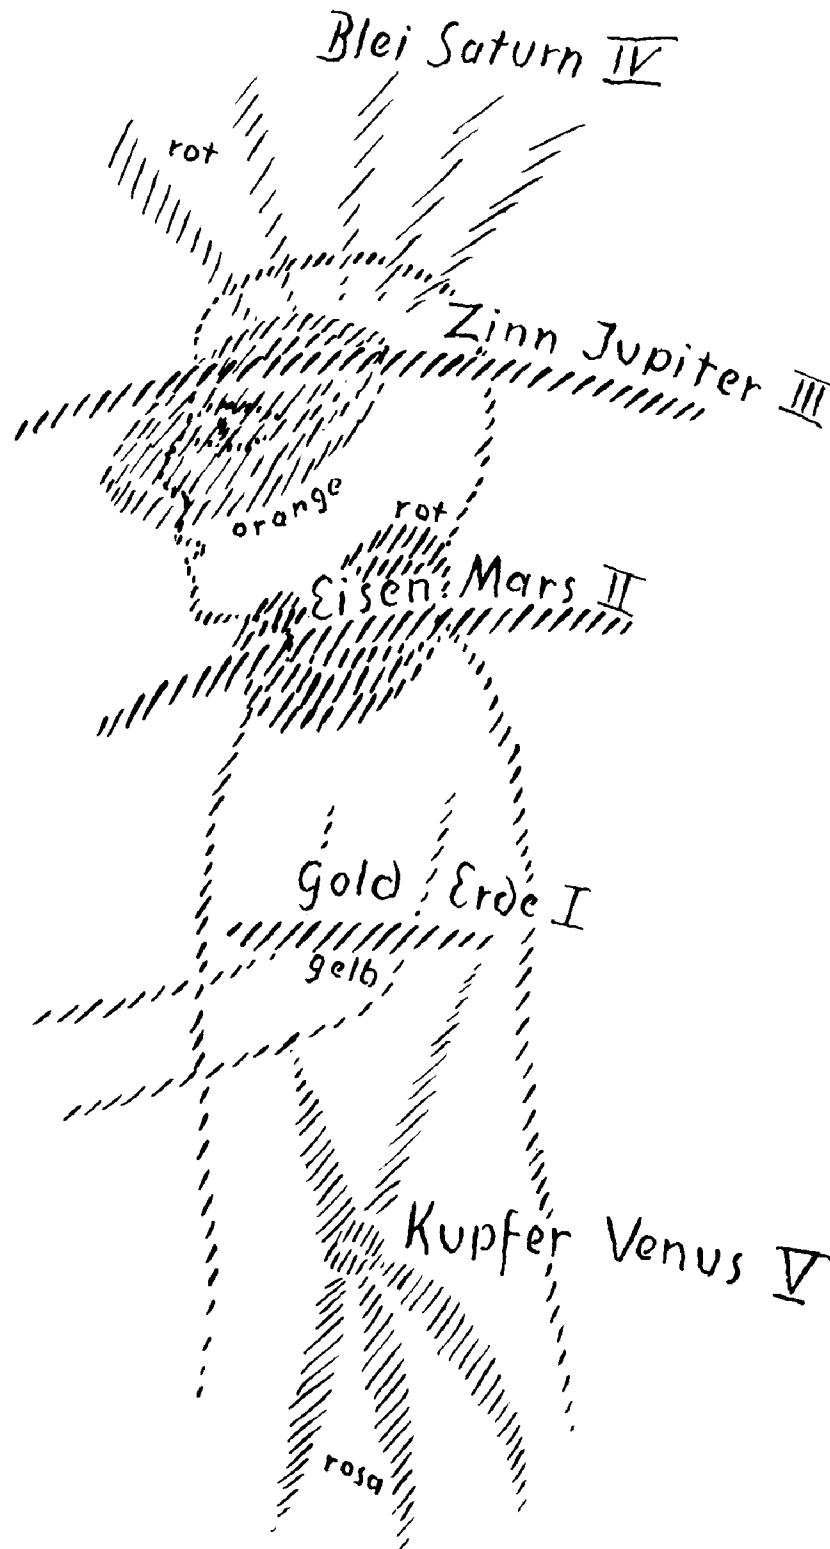 Blei Saturn IV
rot
Zinn Jupiter III
orange
rot
Eisen Mars II
Gold Erde I
gelb
Kupfer Venus V
rosa